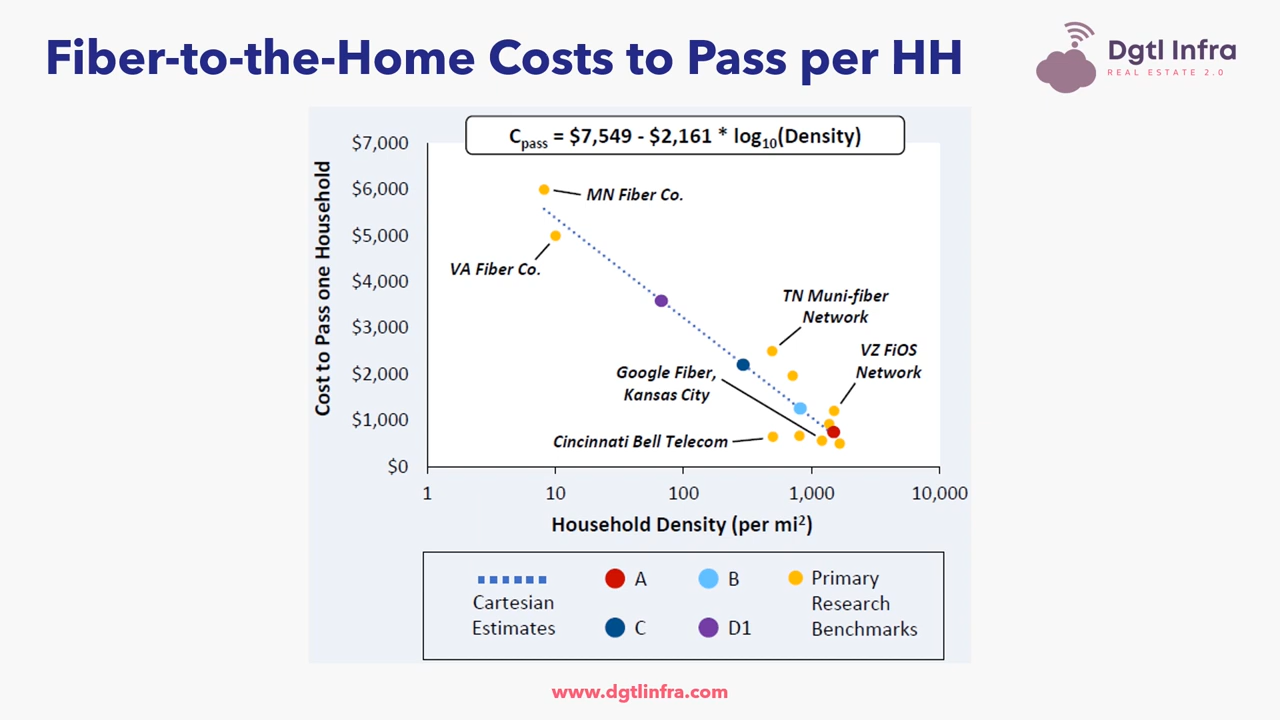 Fiber-to-the-Home Costs to Pass per HH
Dgtl Infra
REAL ESTATE 2.0
Cpass = $7,549 - $2,161 * log10(Density)
Cost to Pass one Household
$7,000
$6,000
$5,000
$4,000
$3,000
$2,000
$1,000
$0
MN Fiber Co.
VA Fiber Co.
TN Muni-fiber
Network
VZ FiOS
Network
Google Fiber,
Kansas City
Cincinnati Bell Telecom
1
10
100
1,000
10,000
Household Density (per mi²)
Cartesian
Estimates
A
B
C
D1
Primary
Research
Benchmarks
www.dgtlinfra.com